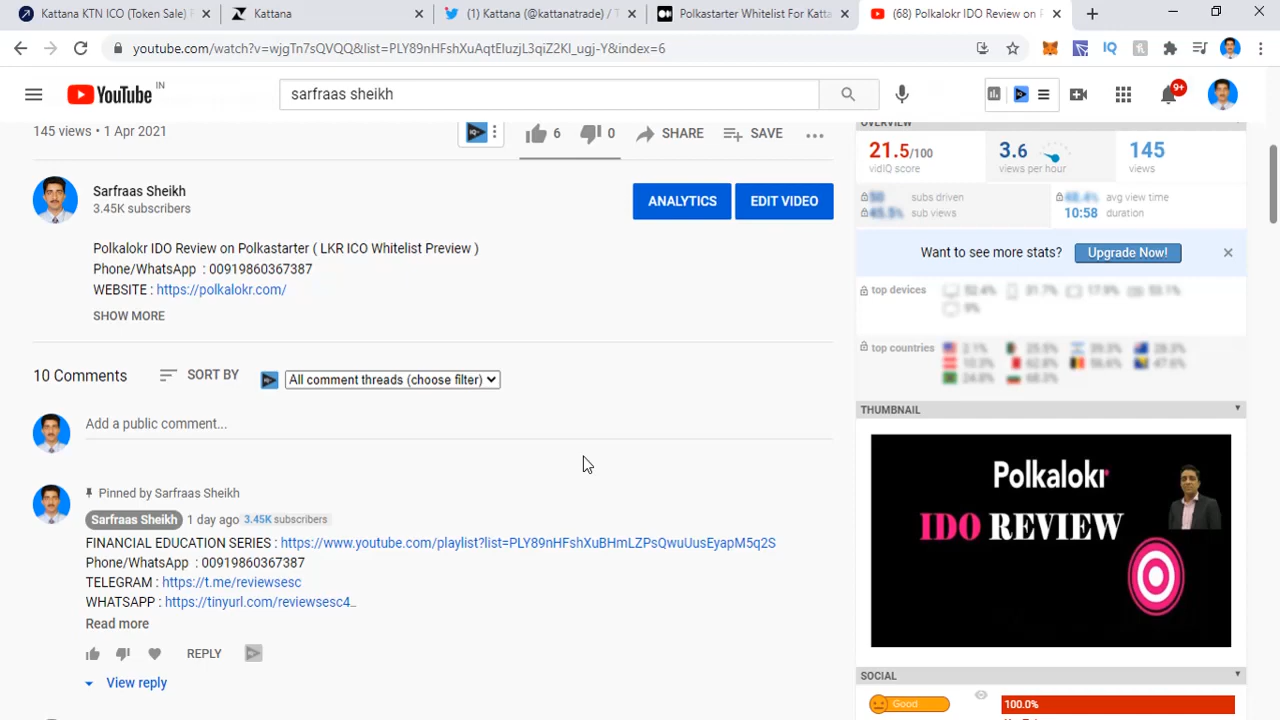 Kattana KTN ICO (Token Sale) F
Kattana
(1) Kattana (@kattanatrade) / T
Polkastarter Whitelist For Katta
(68) Polkalokr IDO Review on P
youtube.com/watch?v=wjgTn7sQVQQ&list=PLY89nHFshXuAqtEIuzjL3qiZ2KI_ugj-Y&index=6
IQ
YouTube IN
sarfraas sheikh
9+
145 views • 1 Apr 2021
6
0
SHARE
SAVE
Sarfraas Sheikh
3.45K subscribers
ANALYTICS
EDIT VIDEO
Polkalokr IDO Review on Polkastarter ( LKR ICO Whitelist Preview )
Phone/WhatsApp : 00919860367387
WEBSITE : https://polkalokr.com/
SHOW MORE
10 Comments
SORT BY
All comment threads (choose filter)
Add a public comment...
Pinned by Sarfraas Sheikh
Sarfraas Sheikh 1 day ago 3.45K subscribers
FINANCIAL EDUCATION SERIES : https://www.youtube.com/playlist?list=PLY89nHFshXuBHmLZPsQwuUusEyapM5q2S
Phone/WhatsApp : 00919860367387
TELEGRAM : https://t.me/reviewsesc
WHATSAPP : https://tinyurl.com/reviewsesc4...
Read more
REPLY
View reply
OVERVIEW
21.5/100
vidIQ score
3.6
views per hour
145
views
subs driven
sub views
avg view time
10:58 duration
Want to see more stats?
Upgrade Now!
top devices
top countries
THUMBNAIL
Polkalokr
IDO REVIEW
SOCIAL
Good
100.0%